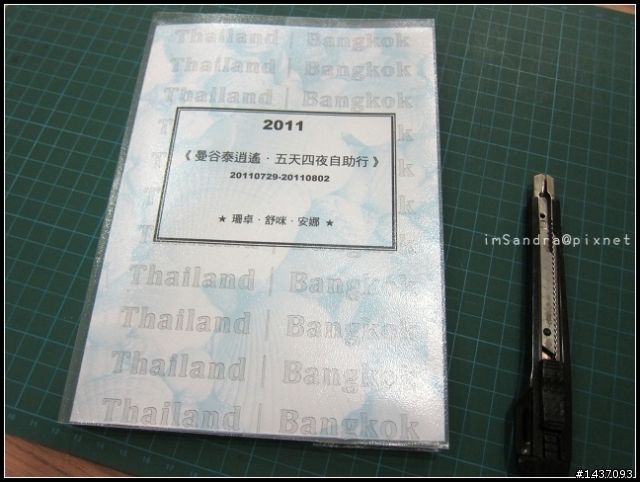 Thailand | Bangkok
Thailand | Bangkok
Thailand | Bangkok
2011
《曼谷泰逍遙‧五天四夜自助行》
20110729-20110802
★ 珊卓‧舒咪‧安娜 ★
imSandra@pixnet
Thailand | Bangkok
Thailand | Bangkok
Thailand | Bangkok
Thailand | Bangkok
#1437093